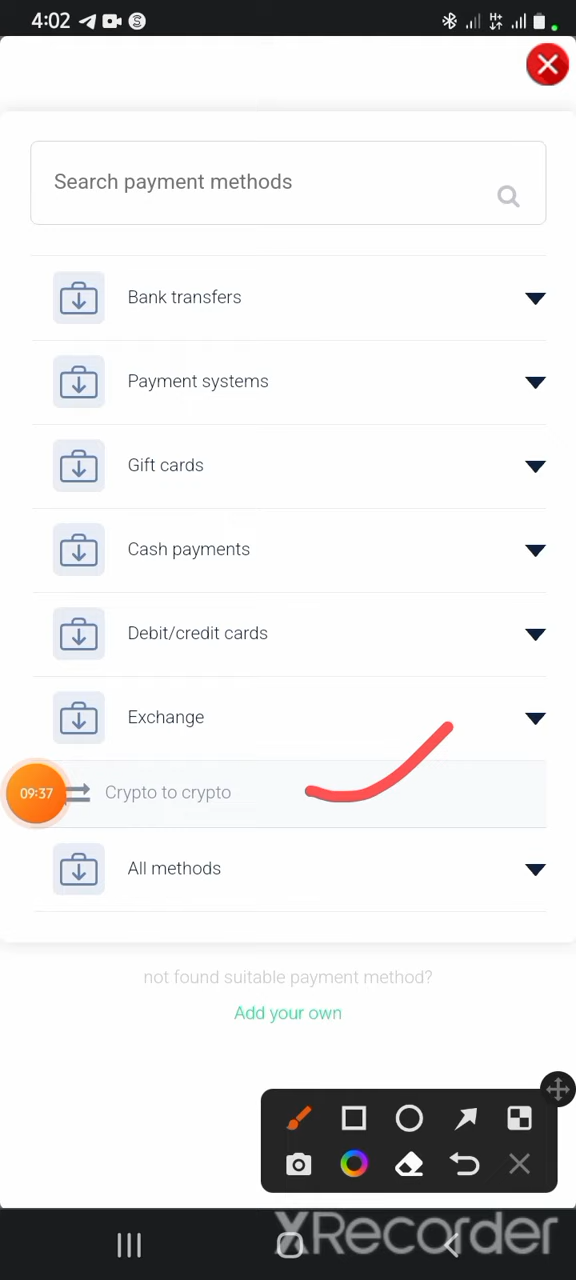 4:02
Search payment methods
Bank transfers
Payment systems
Gift cards
Cash payments
Debit/credit cards
Exchange
09:37
Crypto to crypto
All methods
not found suitable payment method?
Add your own
XRecorder